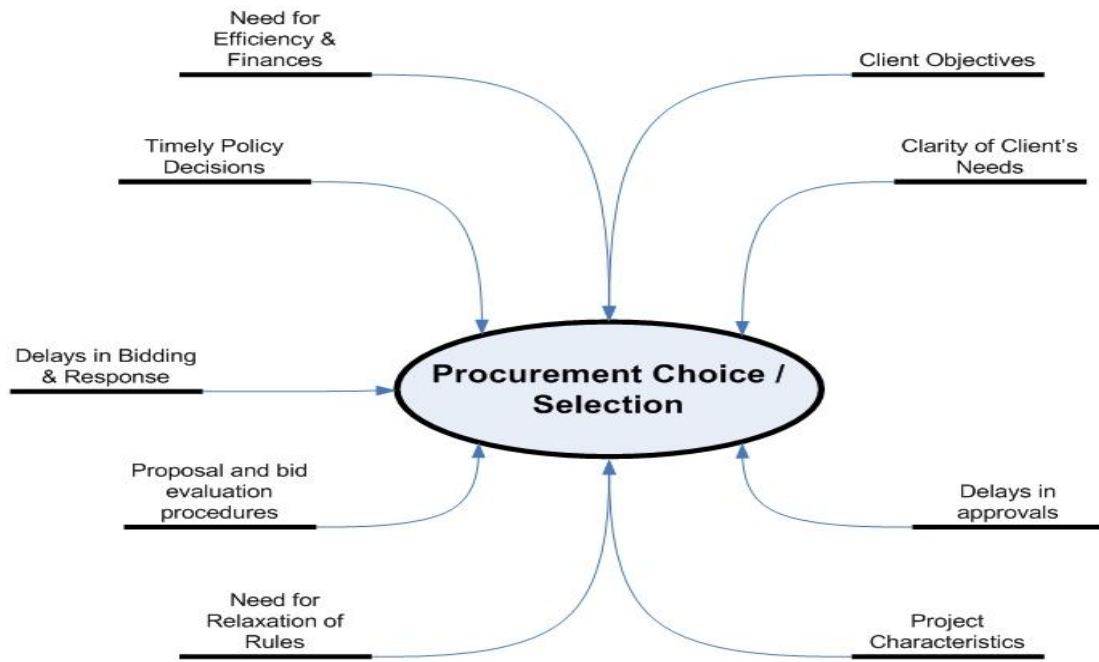 Need for
Efficiency &
Finances
Client Objectives
Timely Policy
Decisions
Clarity of Client's
Needs
Delays in Bidding
& Response
Procurement Choice /
Selection
Proposal and bid
evaluation
procedures
Delays in
approvals
Need for
Relaxation of
Rules
Project
Characteristics